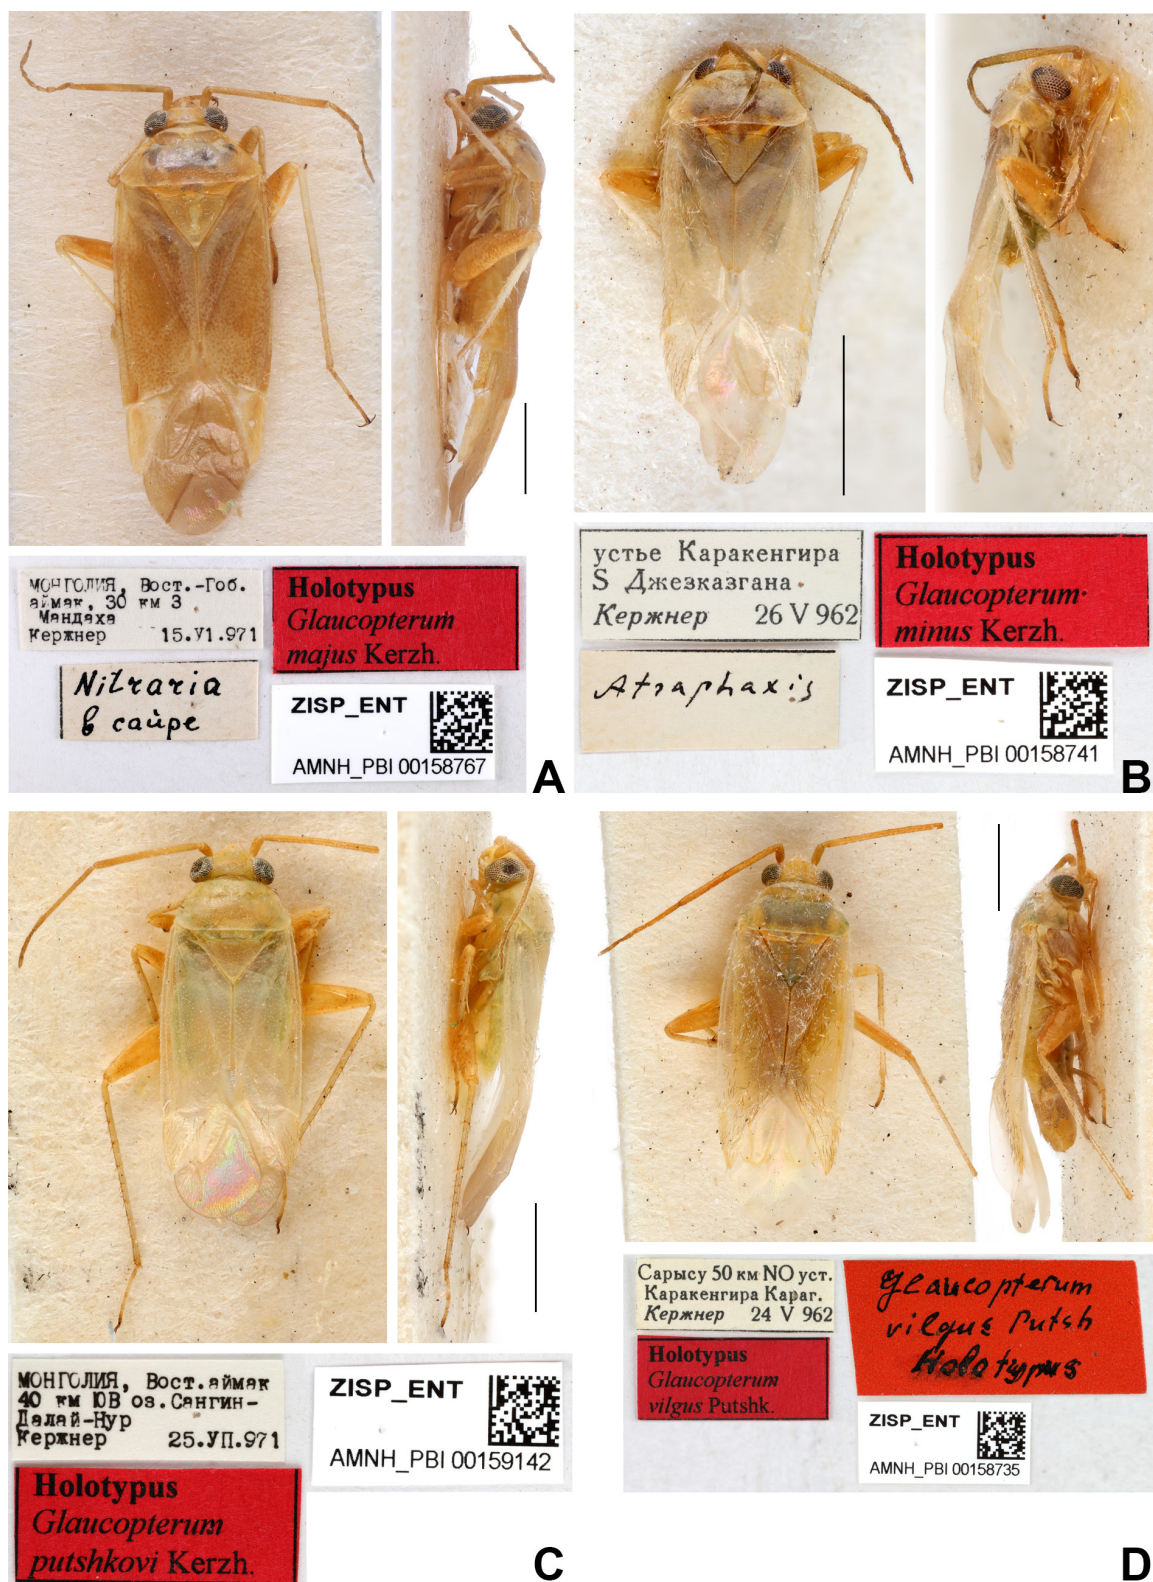 МОНГОЛИЯ, Вост.-Гоб.
аймак, 30 км З
Мандаха
Кержнер 15.VI.971
Holotypus
Glaucopterum
majus Kerzh.
Nitraria
в сайре
ZISP_ENT
AMNH_PBI 00158767
A
устье Каракенгира
S Джезказгана
Кержнер 26 V 962
Holotypus
Glaucopterum
minus Kerzh.
Atraphaxis
ZISP_ENT
AMNH_PBI 00158741
B
МОНГОЛИЯ, Вост. аймак
40 км ЮВ оз. Сангин-
Далай-Нур
Кержнер 25.УП.971
ZISP_ENT
AMNH_PBI 00159142
Holotypus
Glaucopterum
putshkovi Kerzh.
C
Сарысу 50 км NO уст.
Каракенгира Караг.
Кержнер 24 V 962
Holotypus
Glaucopterum
vilgus Putshk.
Glaucopterum
vilgus Putsh
Holotypus
ZISP_ENT
AMNH_PBI 00158735
D